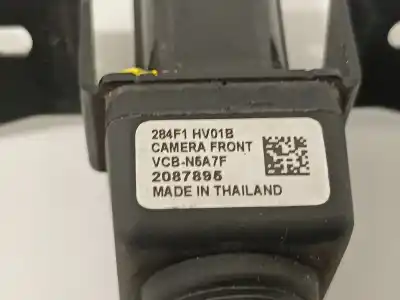 284F1 HV01B
CAMERA FRONT
VCB-N5A7F
2087895
MADE IN THAILAND